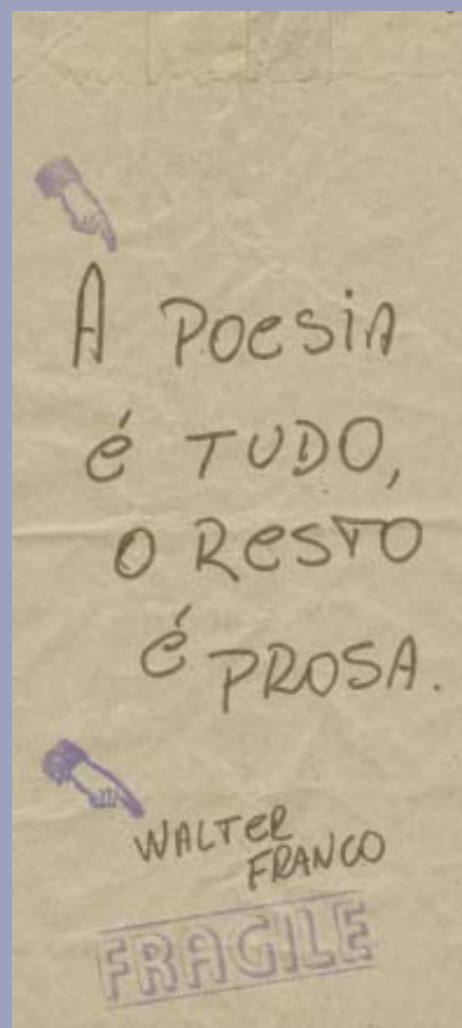 A POesiA
é TUDO,
O ResTO
é PROSA.
WALTeR
FRANCO
FRAGILE